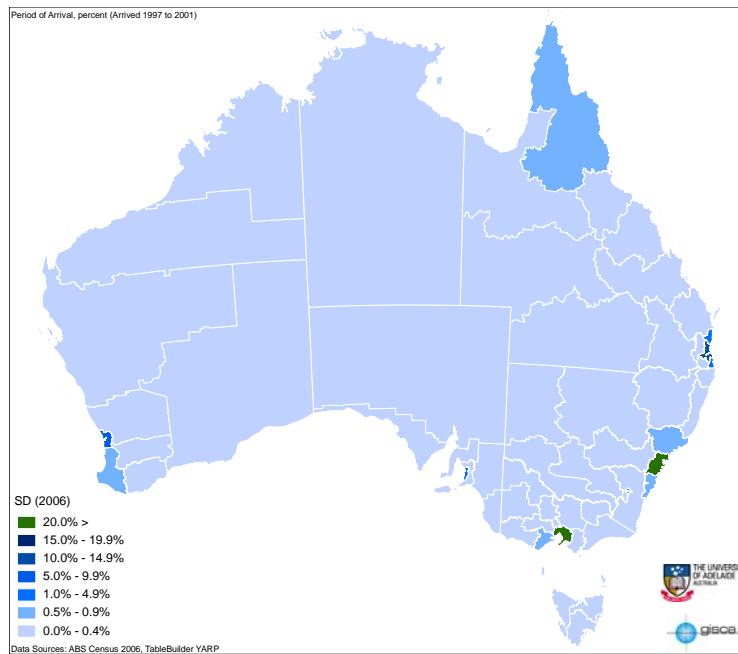 Period of Arrival, percent (Arrived 1997 to 2001)
SD (2006)
20.0% >
15.0% - 19.9%
10.0% - 14.9%
5.0% - 9.9%
1.0% - 4.9%
0.5% - 0.9%
0.0% - 0.4%
THE UNIVERSI
OF ADELAIDE
AUSTRALIA
gisca
Data Sources: ABS Census 2006, TableBuilder YARP